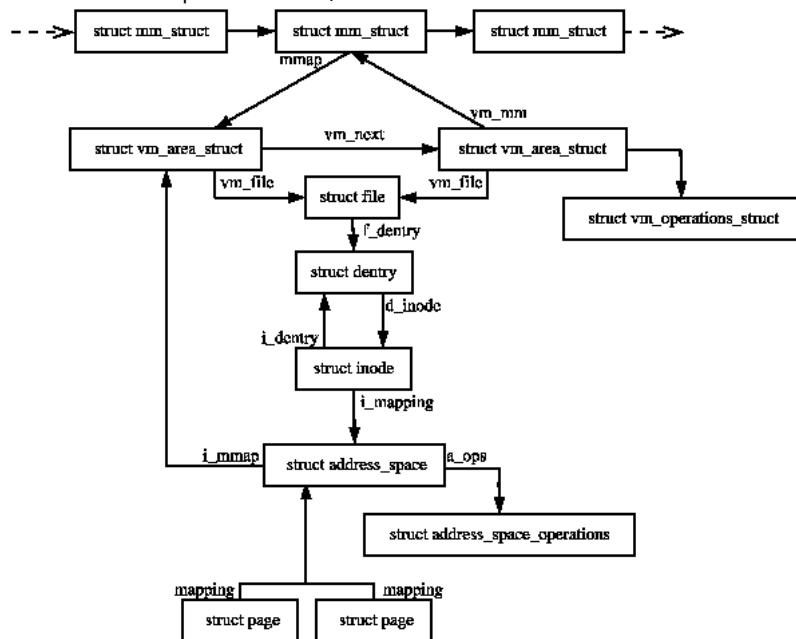 struct mm_struct struct mm_struct struct mm_struct
mmap
vm_mm
struct vm_area_struct vm_next struct vm_area_struct
vm_file vm_file
struct file
struct vm_operations_struct
f_dentry
struct dentry
d_inode
i_dentry
struct inode
i_mapping
i_mmap struct address_space a_ops
struct address_space_operations
mapping mapping
struct page struct page